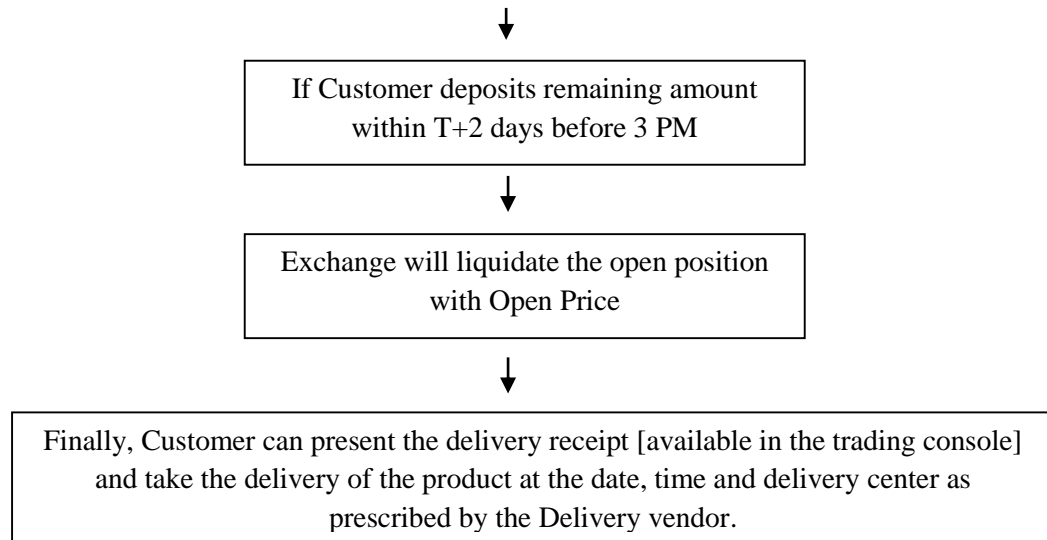 If Customer deposits remaining amount
within T+2 days before 3 PM
Exchange will liquidate the open position
with Open Price
Finally, Customer can present the delivery receipt [available in the trading console]
and take the delivery of the product at the date, time and delivery center as
prescribed by the Delivery vendor.